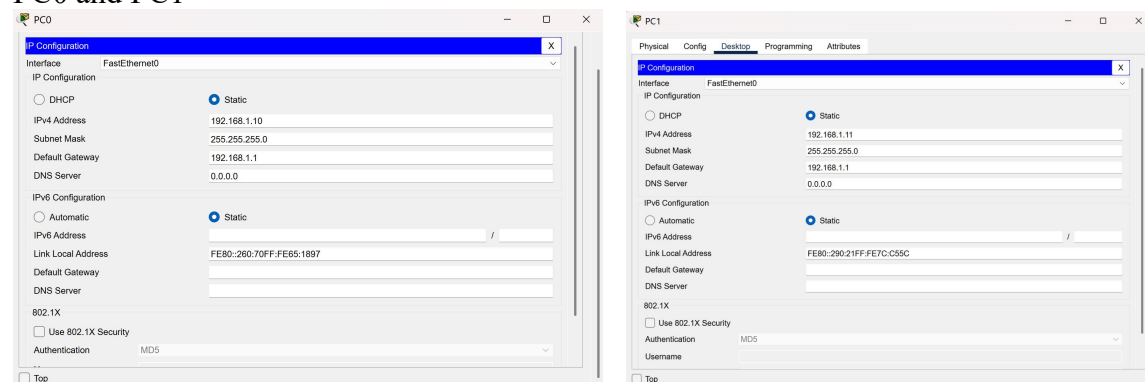 PC0 and PC1
PC0
IP Configuration X
Interface FastEthernet0
IP Configuration
DHCP Static
IPv4 Address 192.168.1.10
Subnet Mask 255.255.255.0
Default Gateway 192.168.1.1
DNS Server 0.0.0.0
IPv6 Configuration
Automatic Static
IPv6 Address /
Link Local Address FE80::260:70FF:FE65:1897
Default Gateway
DNS Server
802.1X
Use 802.1X Security
Authentication MD5
Top
PC1
Physical Config Desktop Programming Attributes
IP Configuration X
Interface FastEthernet0
IP Configuration
DHCP Static
IPv4 Address 192.168.1.11
Subnet Mask 255.255.255.0
Default Gateway 192.168.1.1
DNS Server 0.0.0.0
IPv6 Configuration
Automatic Static
IPv6 Address /
Link Local Address FE80::290:21FF:FE7C:C55C
Default Gateway
DNS Server
802.1X
Use 802.1X Security
Authentication MD5
Username
Top